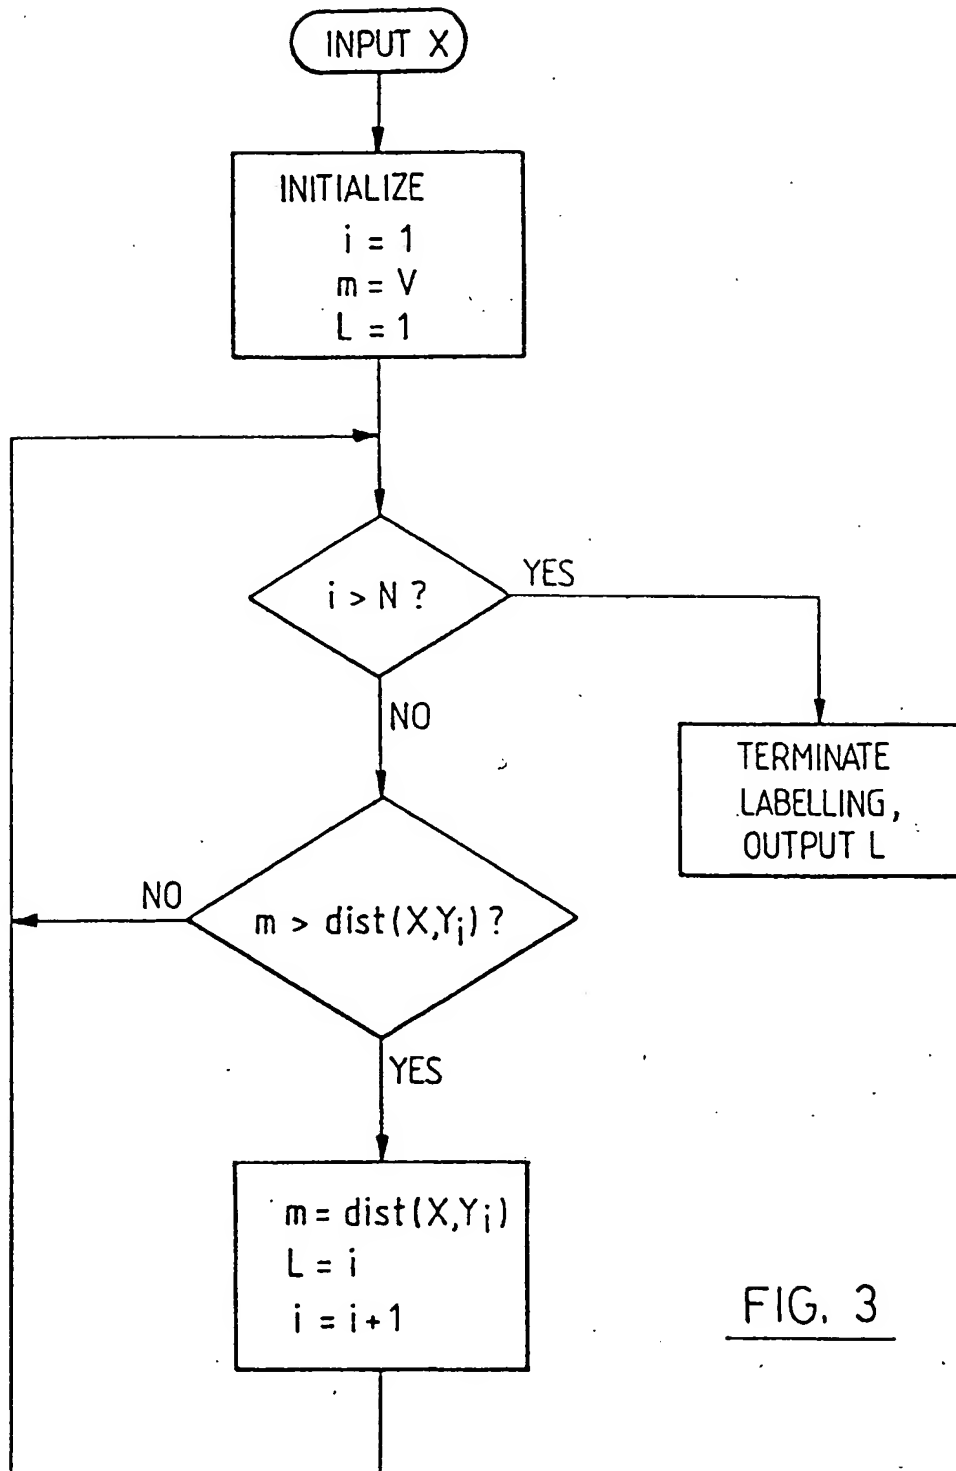 INPUT X
INITIALIZE
i = 1
m = V
L = 1
i > N ?
YES
NO
TERMINATE
LABELLING,
OUTPUT L
NO
m > dist(X,Yi) ?
YES
m = dist(X,Yi)
L = i
i = i+1
FIG. 3